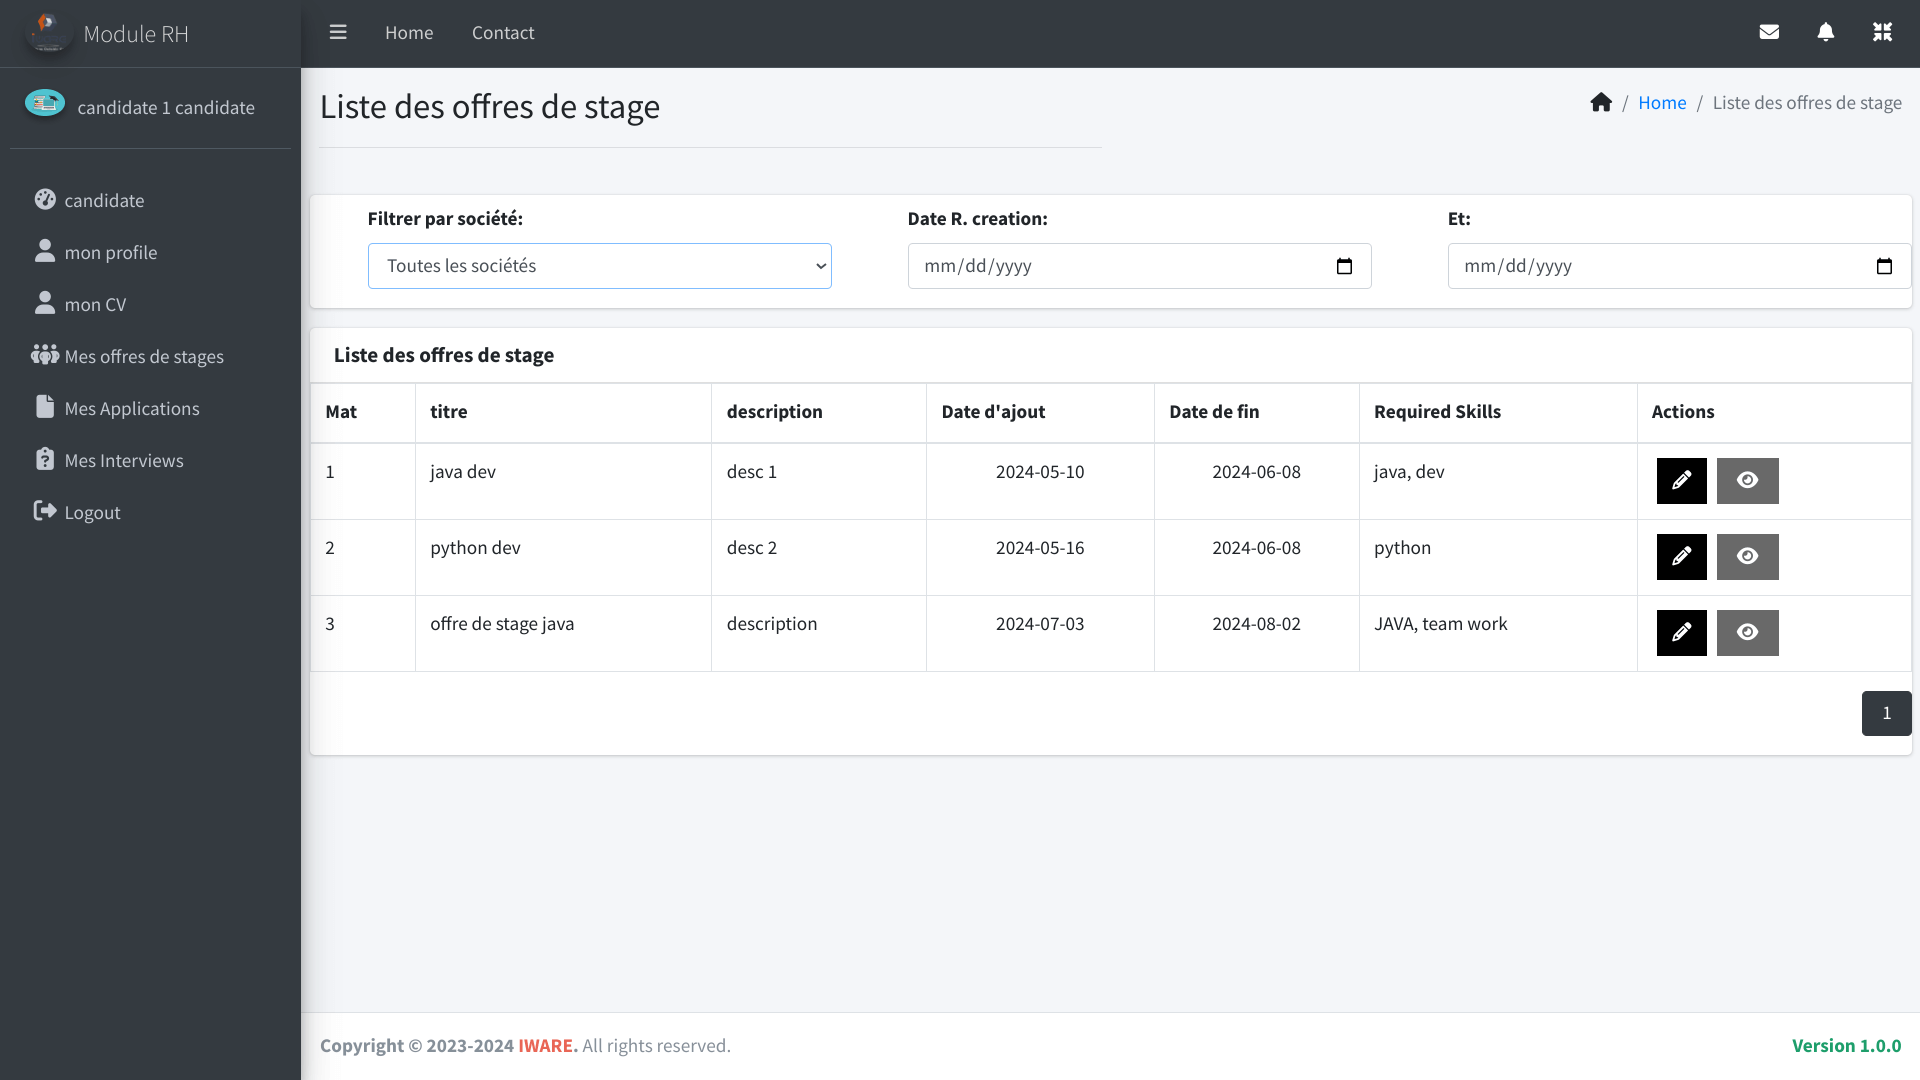 Module RH
Home
Contact
candidate 1 candidate
candidate
mon profile
mon CV
Mes offres de stages
Mes Applications
Mes Interviews
Logout
Liste des offres de stage
/ Home / Liste des offres de stage
Filtrer par société:
Date R. creation:
Et:
Toutes les sociétés
mm/dd/yyyy
mm/dd/yyyy
Liste des offres de stage
Mat titre description Date d'ajout Date de fin Required Skills Actions
1 java dev desc 1 2024-05-10 2024-06-08 java, dev
2 python dev desc 2 2024-05-16 2024-06-08 python
3 offre de stage java description 2024-07-03 2024-08-02 JAVA, team work
1
Copyright © 2023-2024 IWARE. All rights reserved.
Version 1.0.0